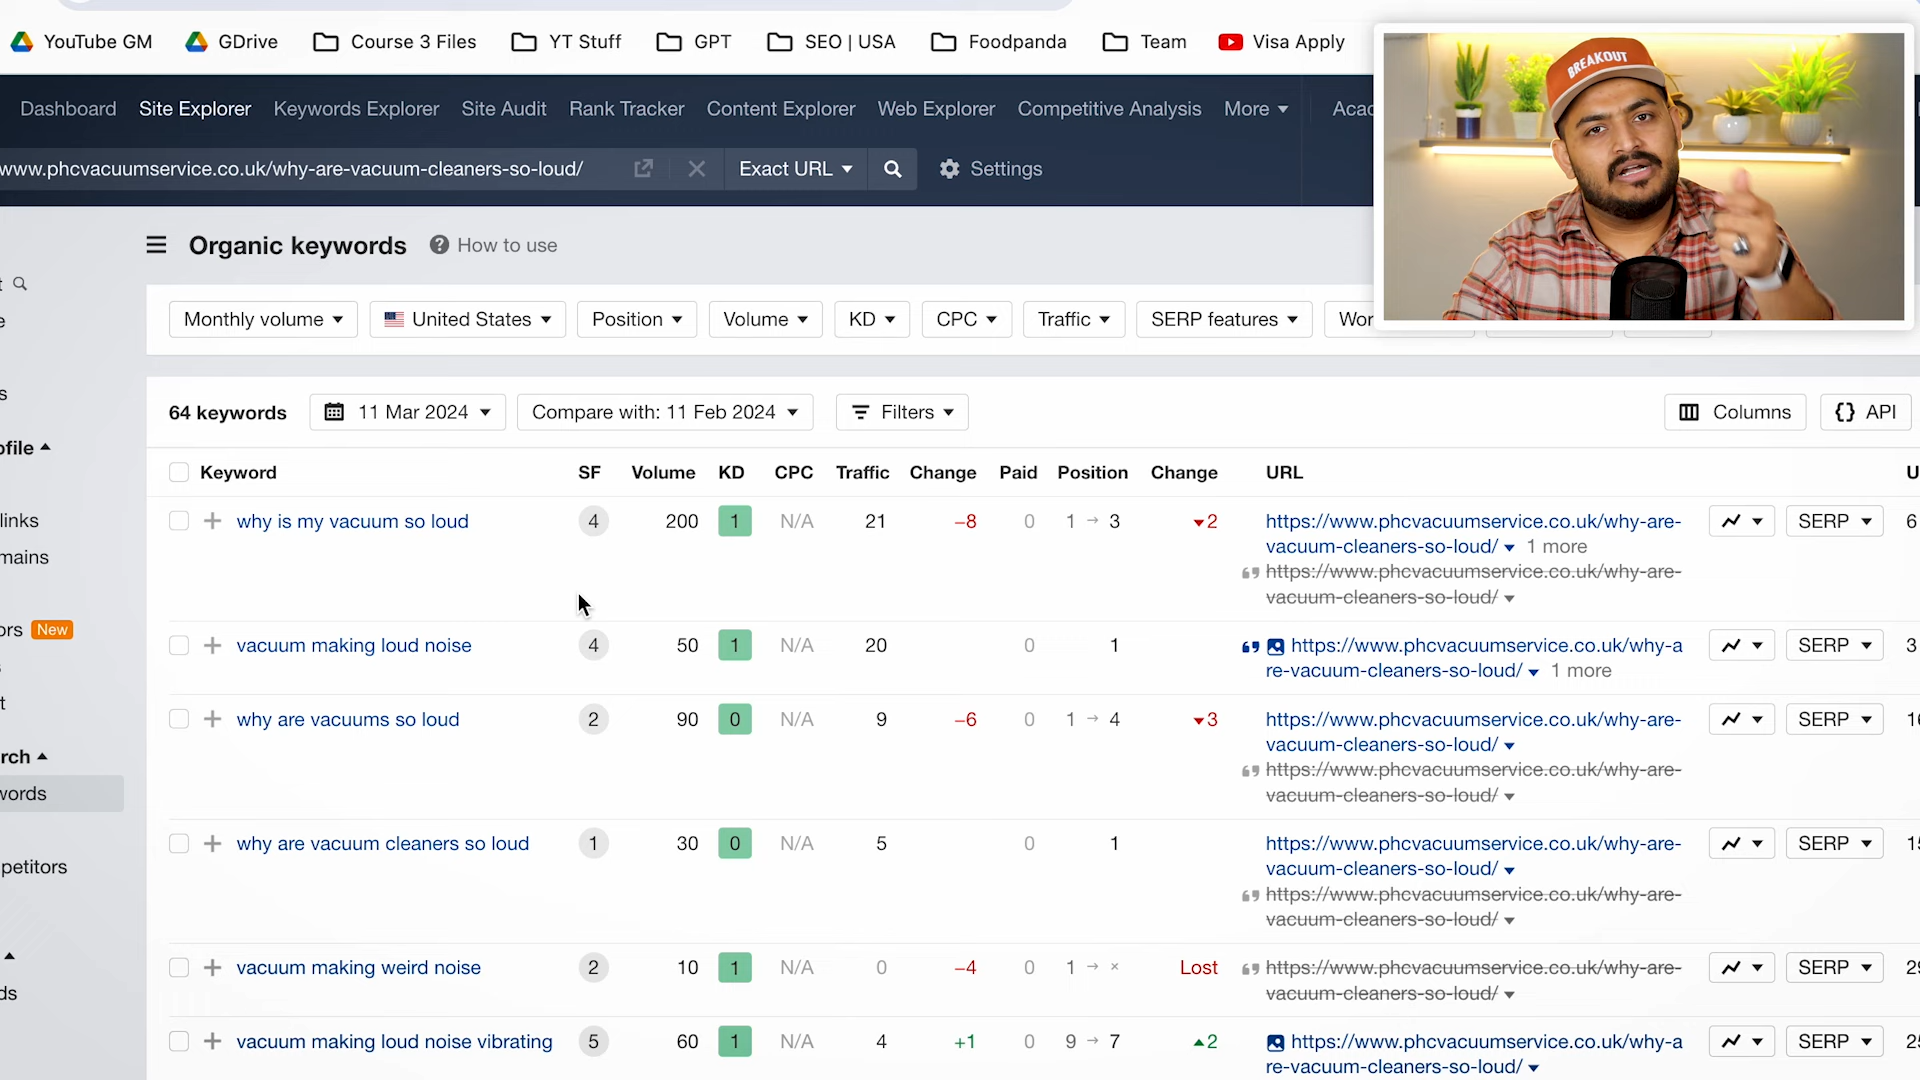 YouTube GM GDrive Course 3 Files YT Stuff GPT SEO | USA Foodpanda Team Visa Apply
BREAKOUT
Dashboard Site Explorer Keywords Explorer Site Audit Rank Tracker Content Explorer Web Explorer Competitive Analysis More Acac
www.phcvacuumservice.co.uk/why-are-vacuum-cleaners-so-loud/ Exact URL Settings
Organic keywords ? How to use
Monthly volume United States Position Volume KD CPC Traffic SERP features Wor
64 keywords 11 Mar 2024 Compare with: 11 Feb 2024 Filters Columns {} API
ofile
Keyword SF Volume KD CPC Traffic Change Paid Position Change URL U
why is my vacuum so loud 4 200 1 N/A 21 −8 0 1 → 3 2 https://www.phcvacuumservice.co.uk/why-are- SERP 6
links
vacuum-cleaners-so-loud/ 1 more
mains
https://www.phcvacuumservice.co.uk/why-are-
vacuum-cleaners-so-loud/
ors New
vacuum making loud noise 4 50 1 N/A 20 0 1 https://www.phcvacuumservice.co.uk/why-a SERP 3
re-vacuum-cleaners-so-loud/ 1 more
why are vacuums so loud 2 90 0 N/A 9 −6 0 1 → 4 3 https://www.phcvacuumservice.co.uk/why-are- SERP 16
vacuum-cleaners-so-loud/
rch
https://www.phcvacuumservice.co.uk/why-are-
vacuum-cleaners-so-loud/
words
why are vacuum cleaners so loud 1 30 0 N/A 5 0 1 https://www.phcvacuumservice.co.uk/why-are- SERP 15
vacuum-cleaners-so-loud/
petitors
https://www.phcvacuumservice.co.uk/why-are-
vacuum-cleaners-so-loud/
vacuum making weird noise 2 10 1 N/A 0 −4 0 1 → × Lost https://www.phcvacuumservice.co.uk/why-are- SERP 29
vacuum-cleaners-so-loud/
ds
vacuum making loud noise vibrating 5 60 1 N/A 4 +1 0 9 → 7 2 https://www.phcvacuumservice.co.uk/why-a SERP 25
re-vacuum-cleaners-so-loud/